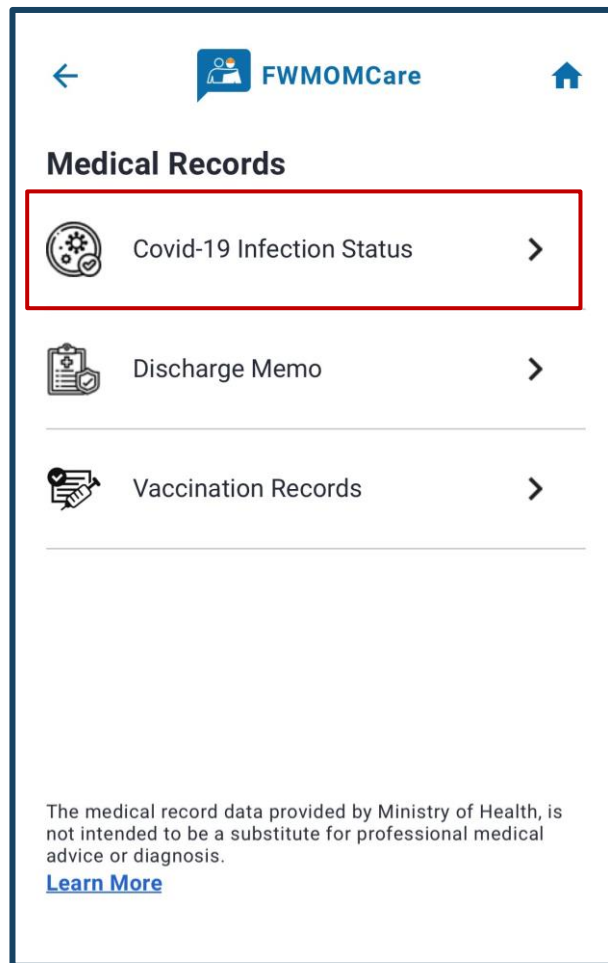 FWMOMCare
Medical Records
Covid-19 Infection Status
Discharge Memo
Vaccination Records
The medical record data provided by Ministry of Health, is
not intended to be a substitute for professional medical
advice or diagnosis.
Learn More